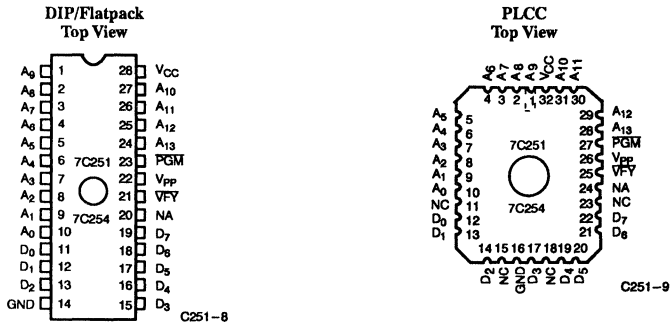 DIP/Flatpack
Top View
A9 1 28 VCC
A8 2 27 A10
A7 3 26 A11
A6 4 25 A12
A5 5 24 A13
A4 6 7C251 23 PGM
A3 7 22 VPP
A2 8 21 VFY
A1 9 7C254 20 NA
A0 10 19 D7
D0 11 18 D6
D1 12 17 D5
D2 13 16 D4
GND 14 15 D3
C251-8
PLCC
Top View
A6 A7 A8 A9 VCC A10 A11
4 3 2 1 32 31 30
A5 5 29 A12
A4 6 28 A13
A3 7 27 PGM
A2 8 7C251 26 VPP
A1 9 25 VFY
A0 10 24 NA
NC 11 7C254 23 NC
D0 12 22 D7
D1 13 21 D6
14 15 16 17 18 19 20
D2 NC GND D3 NC D4 D5
C251-9